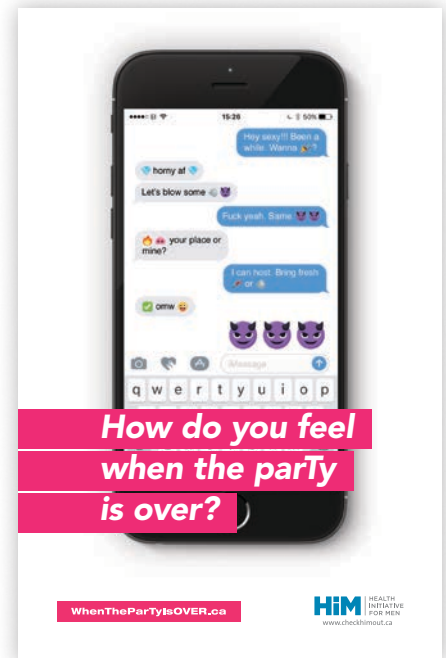 15:26
50%
Hey sexy!!! Been a
while. Wanna 🎉?
💎 horny af 💎
Let's blow some 💨 😈
Fuck yeah. Same 😈 😈
🔥 your place or
mine?
I can host. Bring fresh
or
✅ omw 😜
😈 😈 😈
iMessage
q w e r t y u i o p
How do you feel
when the parTy
is over?
WhenTheParTyIsOVER.ca
HiM HEALTH
INITIATIVE
FOR MEN
www.checkhimout.ca